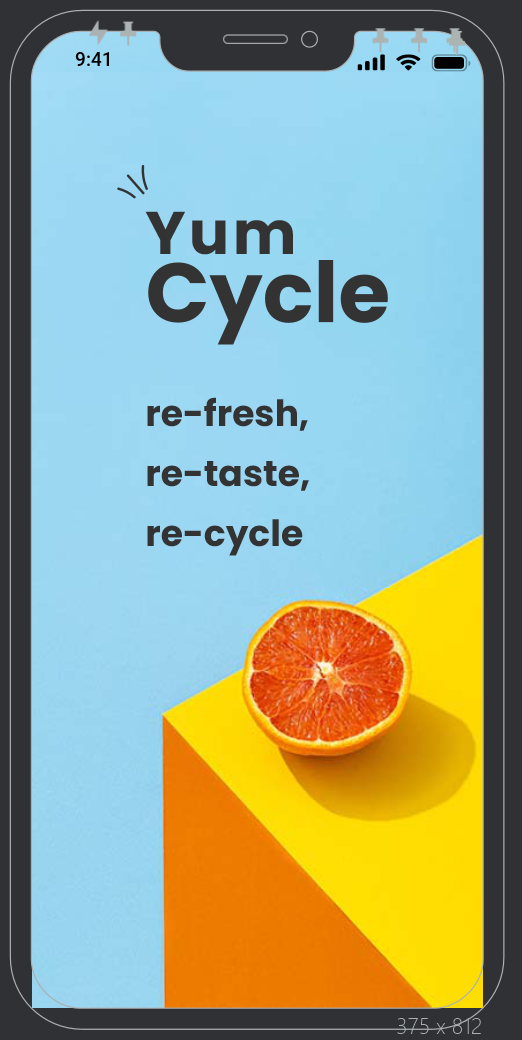 9:41
Yum
Cycle
re-fresh,
re-taste,
re-cycle
375 x 812